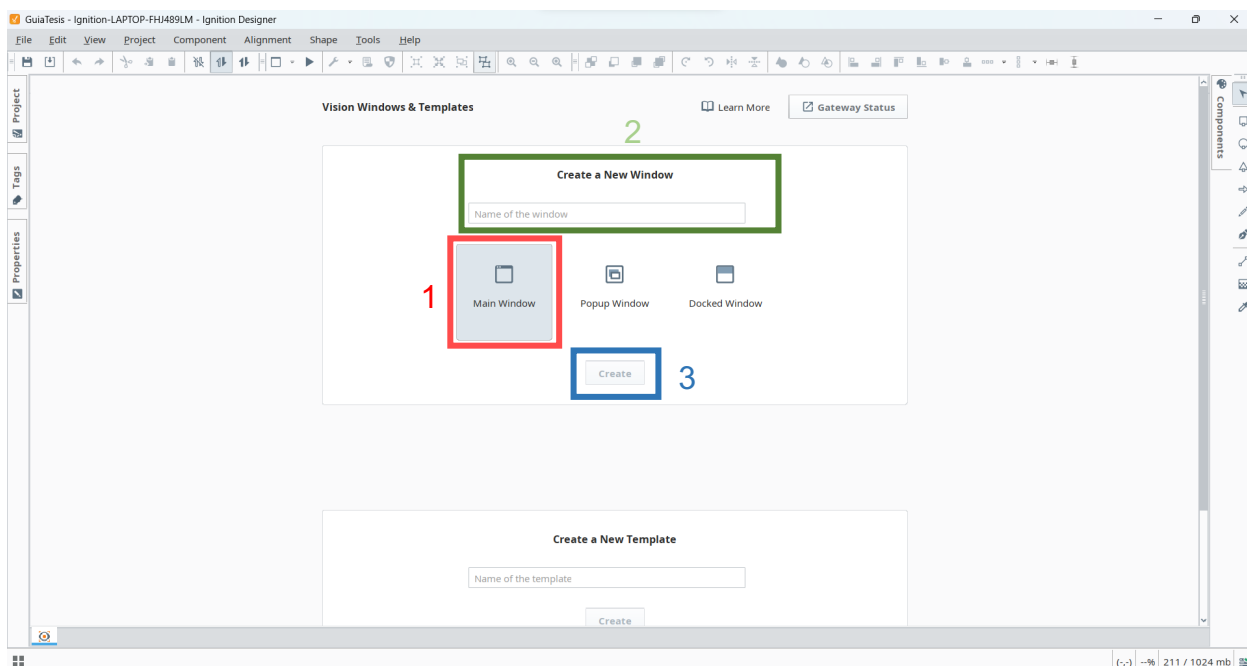 GuiaTesis - Ignition-LAPTOP-FHJ489LM - Ignition Designer
File Edit View Project Component Alignment Shape Tools Help
Project
Tags
Properties
Vision Windows & Templates
Learn More
Gateway Status
2
Create a New Window
Name of the window
1
Main Window
Popup Window
Docked Window
Create
3
Create a New Template
Name of the template
Create
Components
(-,-) --% 211 / 1024 mb